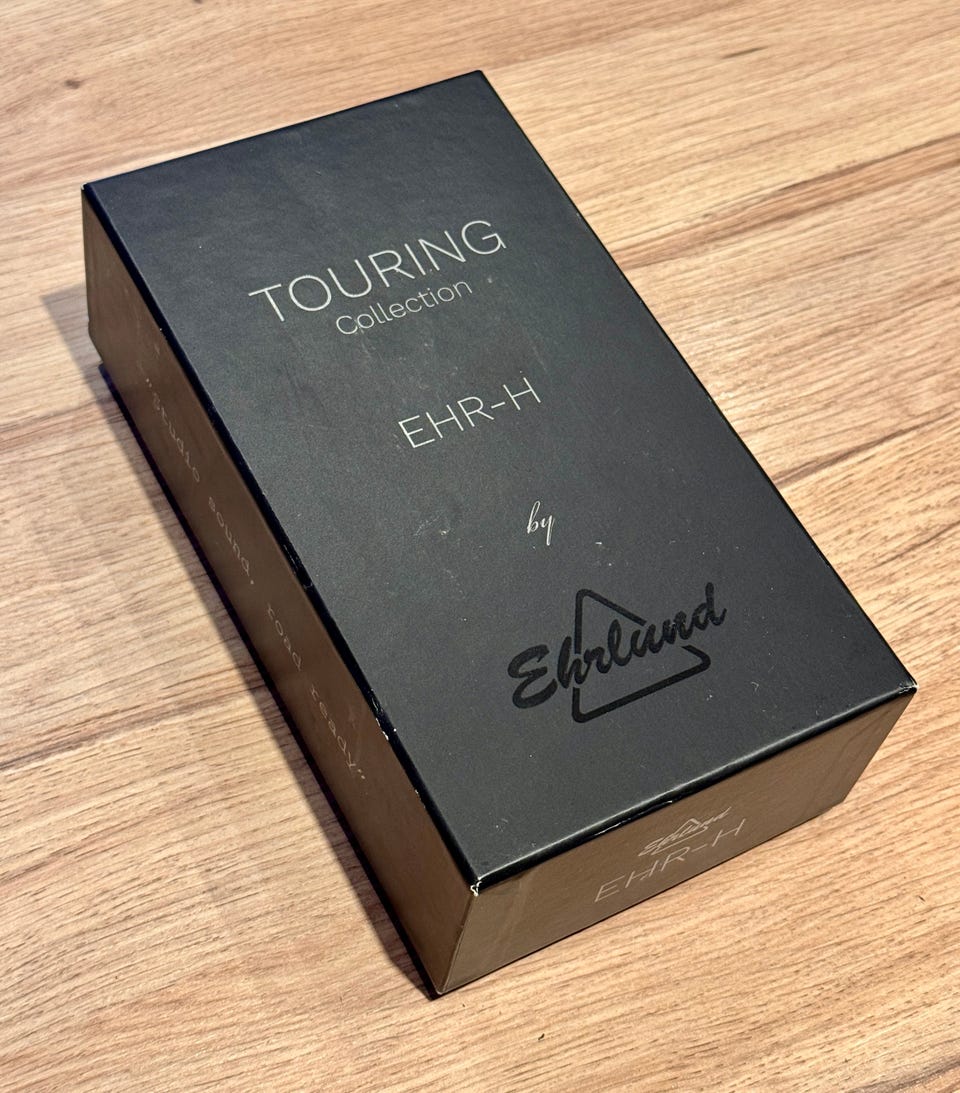 TOURING
Collection
EHR-H
by
Ehrlund
"studio sound, road ready"
Ehrlund
EHR-H